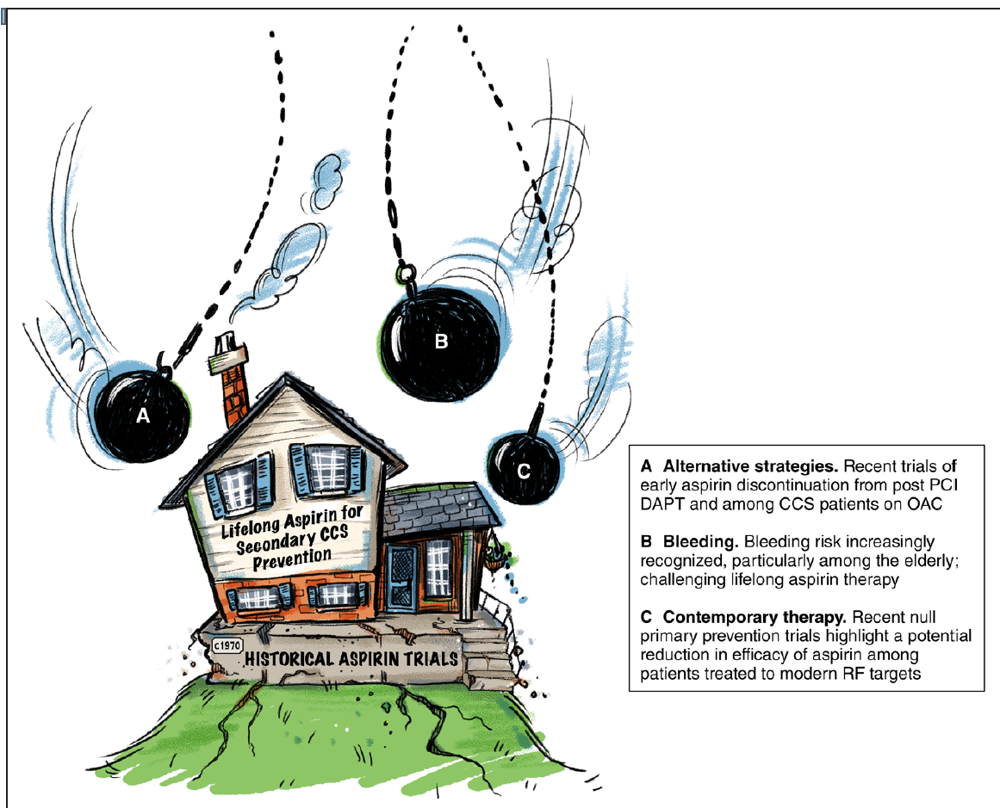 A
B
C
Lifelong Aspirin for
Secondary CCS
Prevention
c1970
HISTORICAL ASPIRIN TRIALS
A Alternative strategies. Recent trials of
early aspirin discontinuation from post PCI
DAPT and among CCS patients on OAC
B Bleeding. Bleeding risk increasingly
recognized, particularly among the elderly;
challenging lifelong aspirin therapy
C Contemporary therapy. Recent null
primary prevention trials highlight a potential
reduction in efficacy of aspirin among
patients treated to modern RF targets